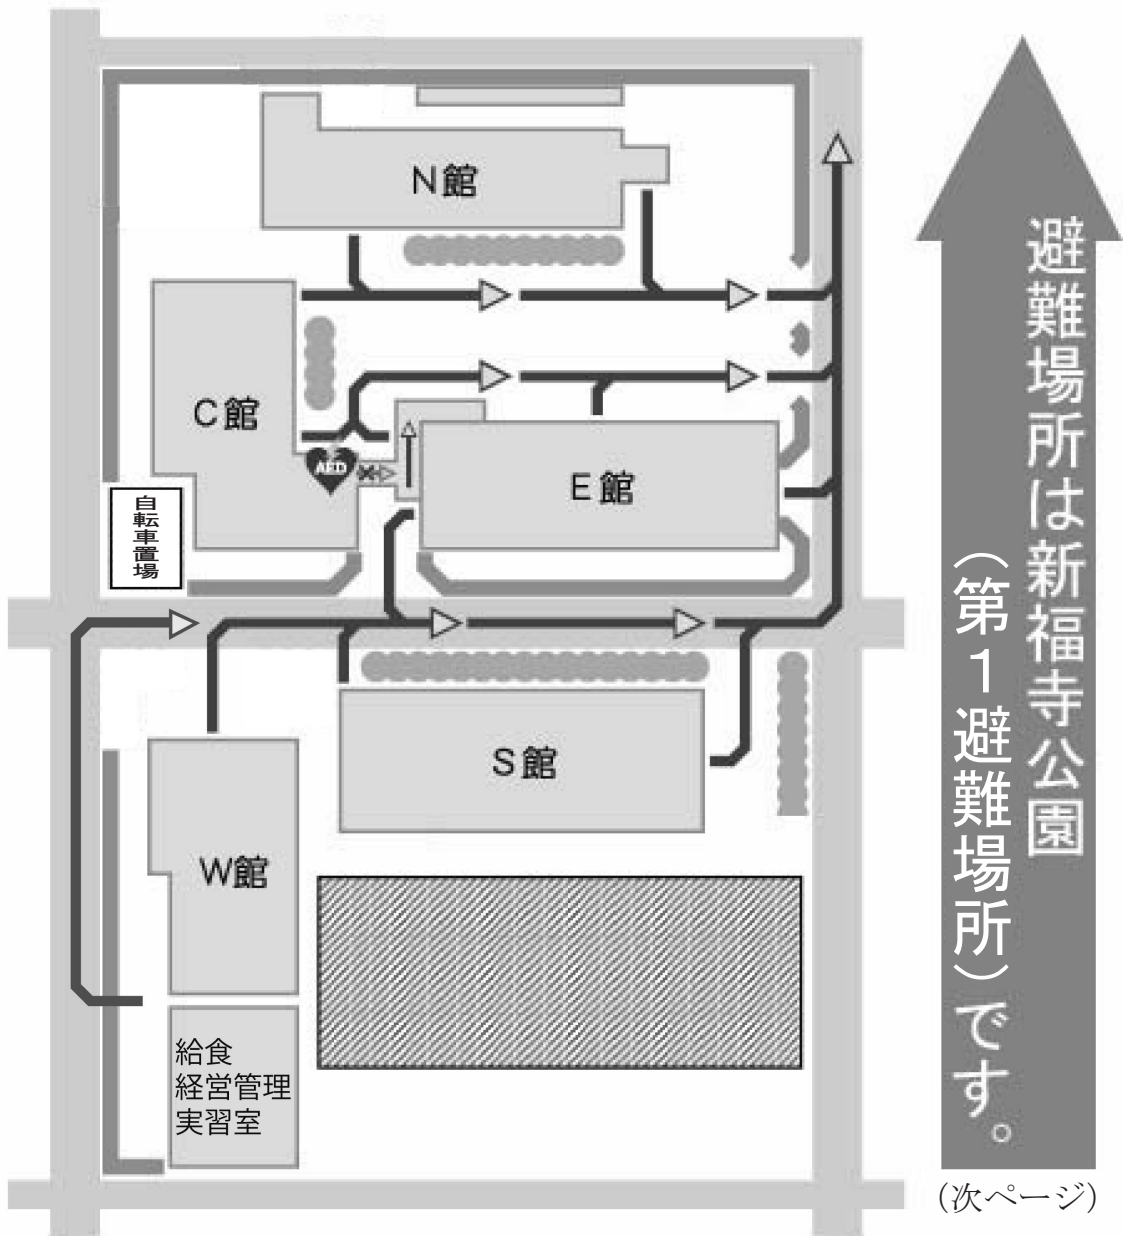 N館
C館
AED
E館
自転車置場
S館
W館
給食
経営管理
実習室
避難場所は新福寺公園
（第１避難場所）です。
（次ページ）